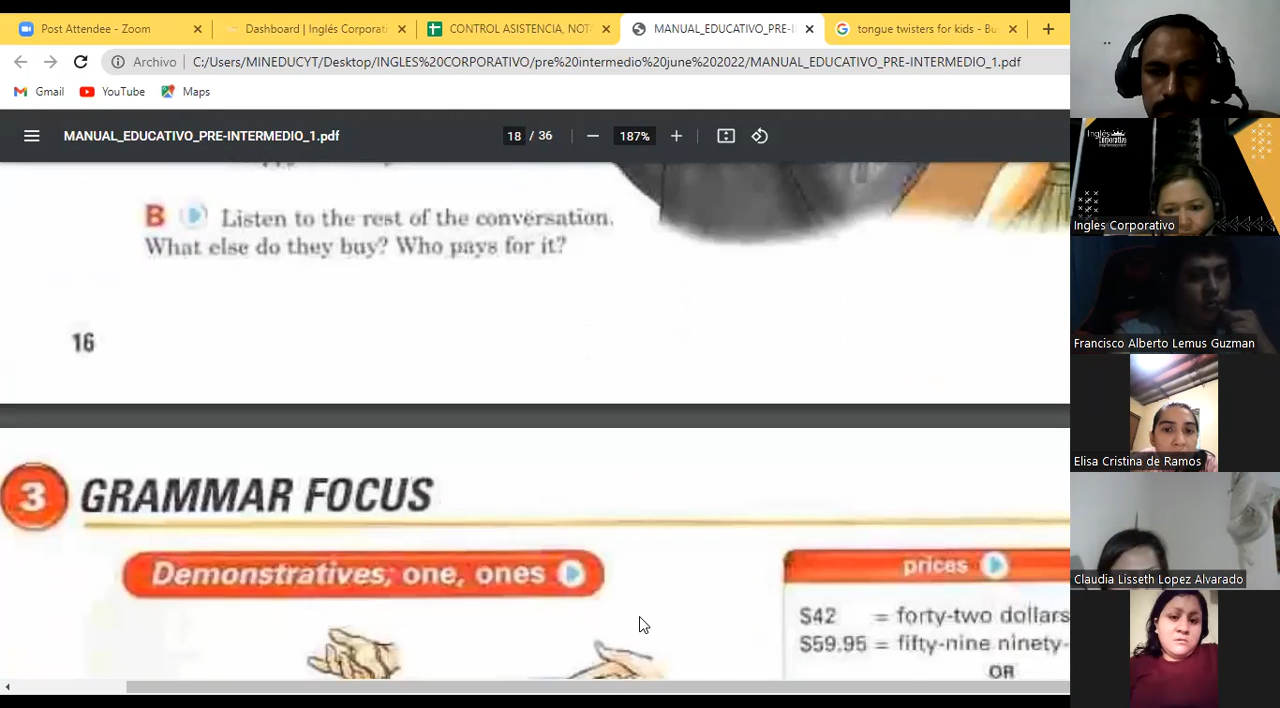 Post Attendee - Zoom
Dashboard | Inglés Corporati
CONTROL ASISTENCIA, NOTA
MANUAL_EDUCATIVO_PRE-I
tongue twisters for kids - Bu
Archivo
C:/Users/MINEDUCYT/Desktop/INGLES%20CORPORATIVO/pre%20intermedio%20june%202022/MANUAL_EDUCATIVO_PRE-INTERMEDIO_1.pdf
Gmail
YouTube
Maps
MANUAL_EDUCATIVO_PRE-INTERMEDIO_1.pdf
18 / 36
187%
B Listen to the rest of the conversation.
What else do they buy? Who pays for it?
16
3 GRAMMAR FOCUS
Demonstratives; one, ones
prices
$42 = forty-two dollars
$59.95 = fifty-nine ninety-
OR
Inglés
Corporativo
Ingles Corporativo
Francisco Alberto Lemus Guzman
Elisa Cristina de Ramos
Claudia Lisseth Lopez Alvarado